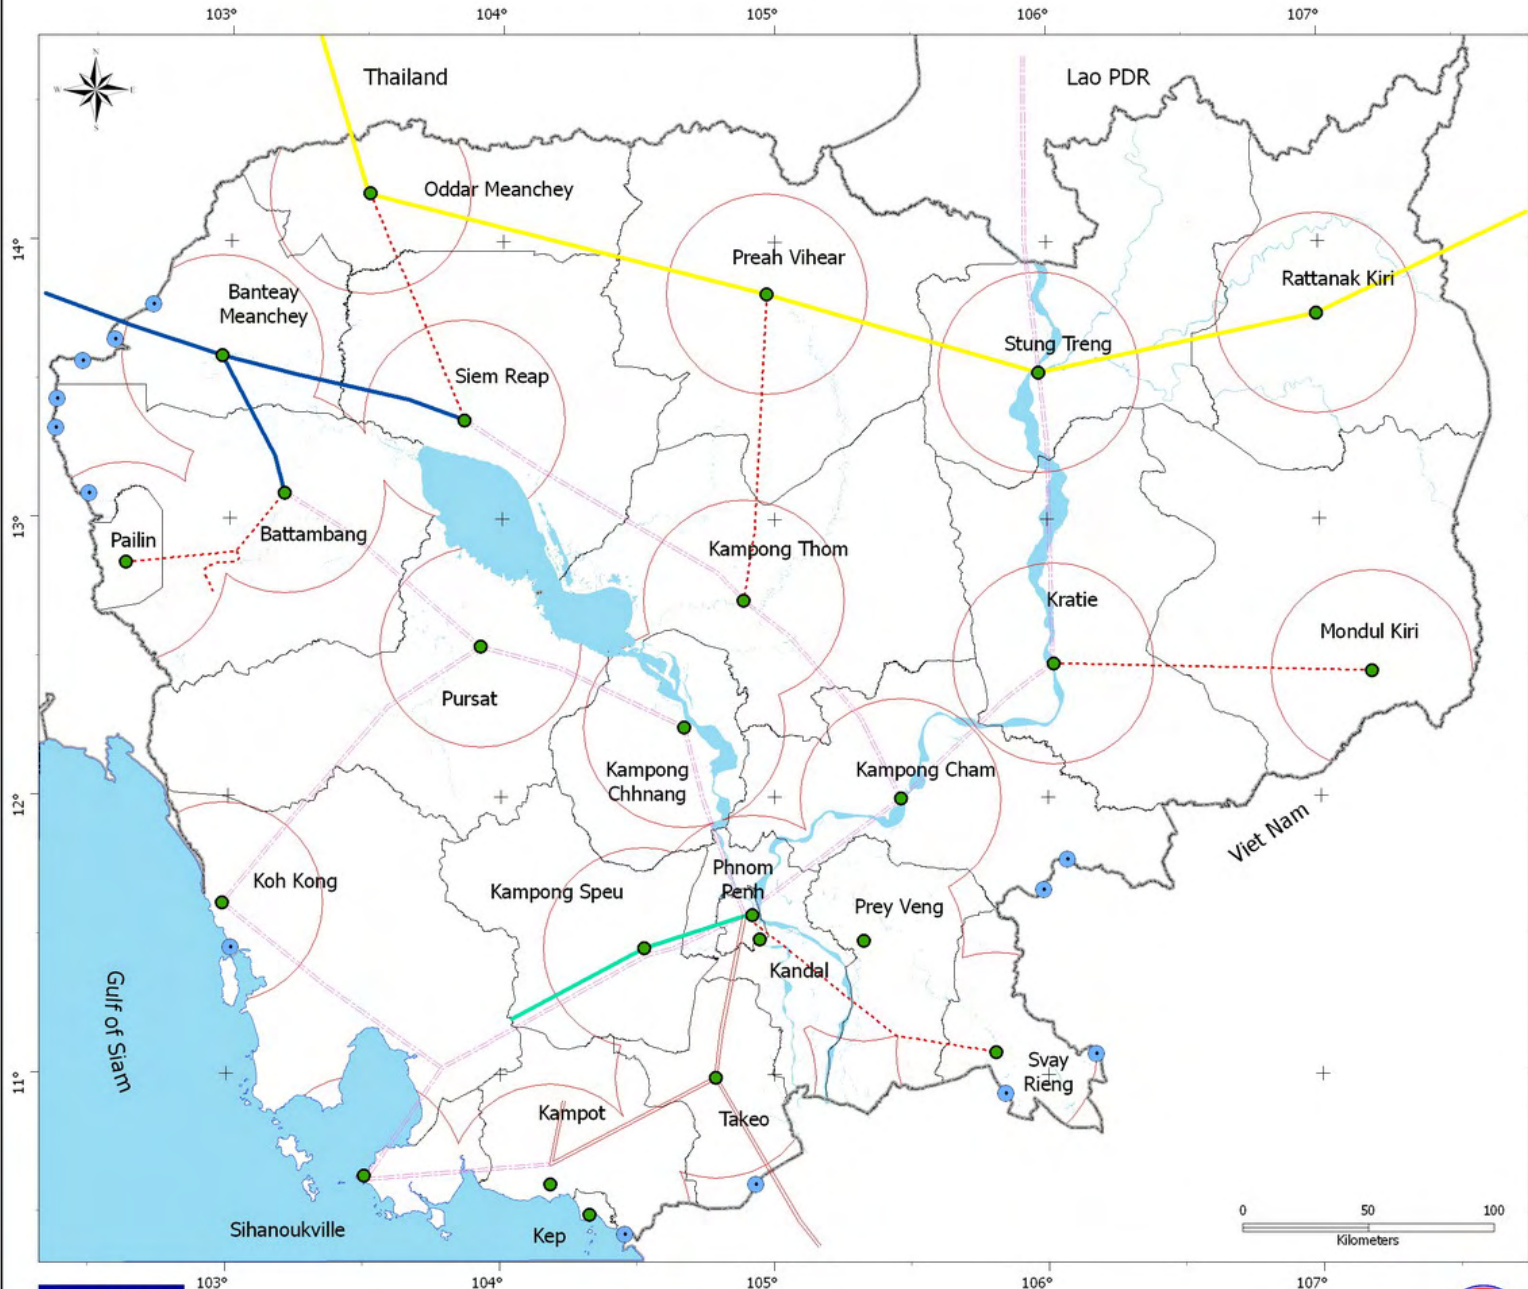 103°
104°
105°
106°
107°
N
W
E
S
Thailand
Lao PDR
Oddar Meanchey
14°
Preah Vihear
Rattanak Kiri
Banteay
Meanchey
Stung Treng
Siem Reap
13°
Pailin
Battambang
Kampong Thom
Kratie
Mondul Kiri
Pursat
12°
Kampong
Chhnang
Kampong Cham
Viet Nam
Koh Kong
Kampong Speu
Phnom
Penh
Prey Veng
Kandal
Gulf of Siam
11°
Svay
Rieng
Kampot
Takeo
Sihanoukville
Kep
0
50
100
Kilometers
103°
104°
105°
106°
107°